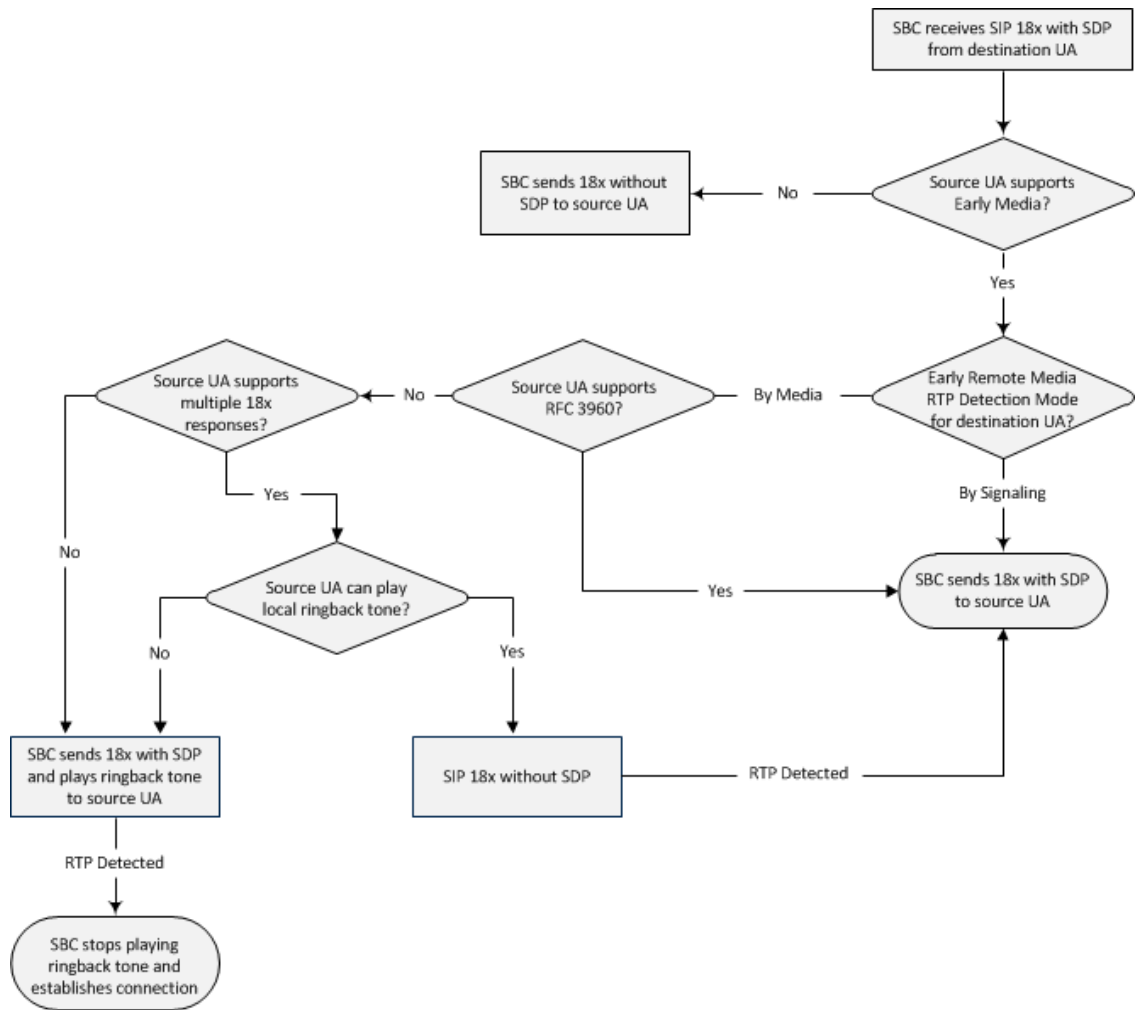 SBC receives SIP 18x with SDP
from destination UA
Source UA supports
Early Media?
No
SBC sends 18x without
SDP to source UA
Yes
Early Remote Media
RTP Detection Mode
for destination UA?
By Media
Source UA supports
RFC 3960?
No
Source UA supports
multiple 18x
responses?
By Signaling
Yes
No
Source UA can play
local ringback tone?
Yes
SBC sends 18x with SDP
to source UA
No
Yes
SBC sends 18x with SDP
and plays ringback tone
to source UA
SIP 18x without SDP
RTP Detected
RTP Detected
SBC stops playing
ringback tone and
establishes connection